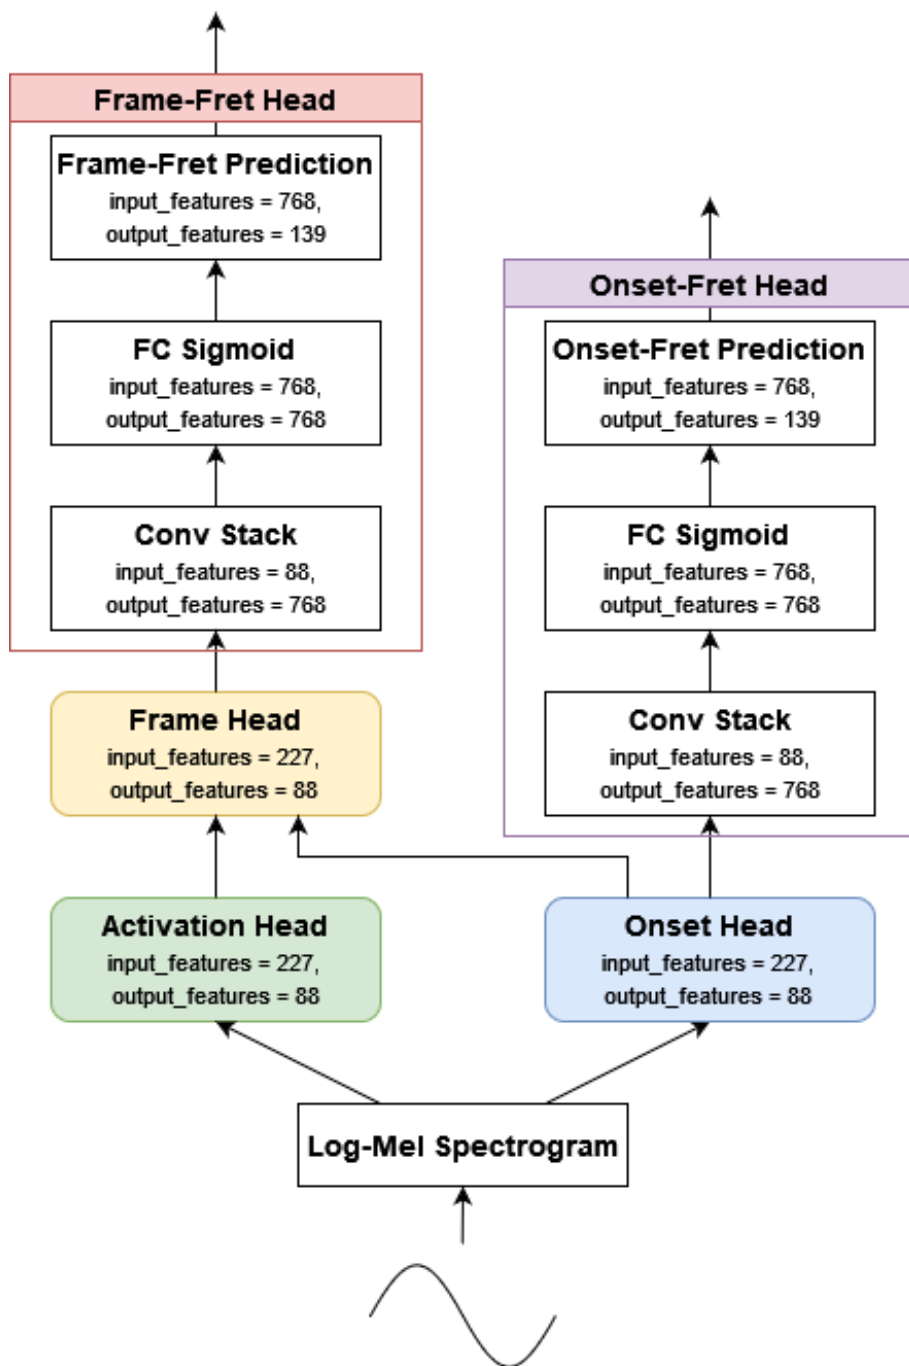 Frame-Fret Head
Frame-Fret Prediction
input_features = 768,
output_features = 139
FC Sigmoid
input_features = 768,
output_features = 768
Conv Stack
input_features = 88,
output_features = 768
Frame Head
input_features = 227,
output_features = 88
Activation Head
input_features = 227,
output_features = 88
Onset-Fret Head
Onset-Fret Prediction
input_features = 768,
output_features = 139
FC Sigmoid
input_features = 768,
output_features = 768
Conv Stack
input_features = 88,
output_features = 768
Onset Head
input_features = 227,
output_features = 88
Log-Mel Spectrogram